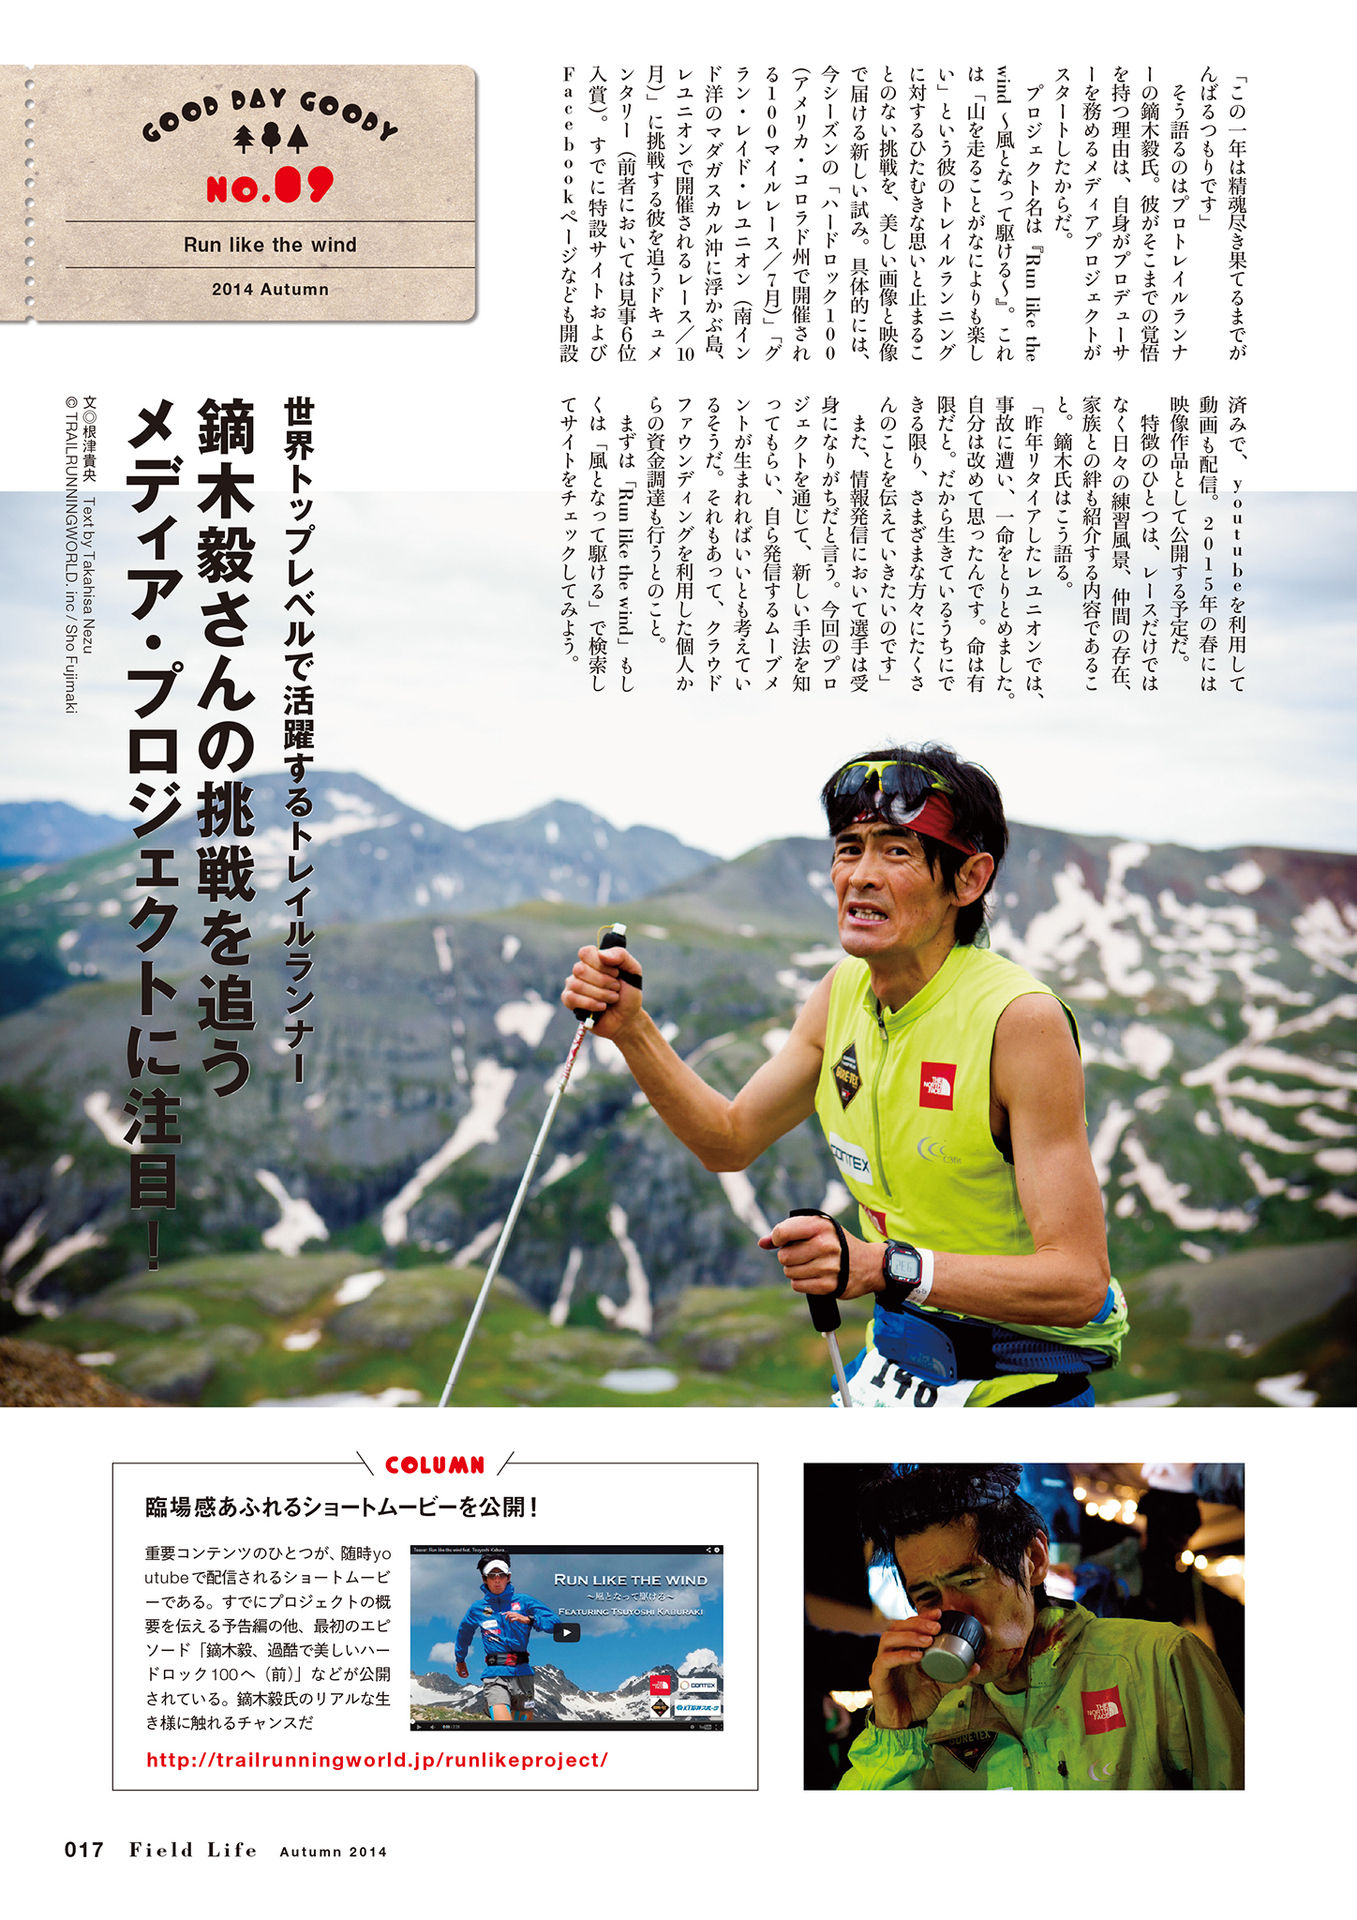 GOOD DAY GOODY
NO.09
Run like the wind
2014 Autumn
「この一年は精魂尽き果てるまでが
んばるつもりです」
　そう語るのはプロトレイルランナ
ーの鏑木毅氏。彼がそこまでの覚悟
を持つ理由は、自身がプロデューサ
ーを務めるメディアプロジェクトが
スタートしたからだ。
　プロジェクト名は『Run like the
wind ～風となって駆ける～』。これ
は「山を走ることがなによりも楽し
い」という彼のトレイルランニング
に対するひたむきな思いと止まるこ
とのない挑戦を、美しい画像と映像
で届ける新しい試み。具体的には、
今シーズンの「ハードロック100
（アメリカ・コロラド州で開催され
る100マイルレース／7月）」「グ
ラン・レイド・レユニオン（南イン
ド洋のマダガスカル沖に浮かぶ島、
レユニオンで開催されるレース／10
月）」に挑戦する彼を追うドキュメ
ンタリー（前者においては見事6位
入賞）。すでに特設サイトおよび
Facebookページなども開設
済みで、youtubeを利用して
動画も配信。2015年の春には
映像作品として公開する予定だ。
　特徴のひとつは、レースだけでは
なく日々の練習風景、仲間の存在、
家族との絆も紹介する内容であるこ
と。鏑木氏はこう語る。
「昨年リタイアしたレユニオンでは、
事故に遭い、一命をとりとめました。
自分は改めて思ったんです。命は有
限だと。だから生きているうちにで
きる限り、さまざまな方々にたくさ
んのことを伝えていきたいのです」
　また、情報発信において選手は受
身になりがちだと言う。今回のプロ
ジェクトを通じて、新しい手法を知
ってもらい、自ら発信するムーブメ
ントが生まれればいいとも考えてい
るそうだ。それもあって、クラウド
ファウンディングを利用した個人か
らの資金調達も行うとのこと。
　まずは「Run like the wind」もし
くは「風となって駆ける」で検索し
てサイトをチェックしてみよう。
世界トップレベルで活躍するトレイルランナー
鏑木毅さんの挑戦を追う
メディア・プロジェクトに注目！
文◎根津貴央　Text by Takahisa Nezu
© TRAILRUNNINGWORLD. inc / Sho Fujimaki
GORE-TEX
THE NORTH FACE
CONTEX
C3fit
146
COLUMN
臨場感あふれるショートムービーを公開！
重要コンテンツのひとつが、随時yo
utubeで配信されるショートムービ
ーである。すでにプロジェクトの概
要を伝える予告編の他、最初のエピ
ソード「鏑木毅、過酷で美しいハー
ドロック100へ（前）」などが公開
されている。鏑木毅氏のリアルな生
き様に触れるチャンスだ
http://trailrunningworld.jp/runlikeproject/
Teaser: Run like the wind feat. Tsuyoshi Kabura...
RUN LIKE THE WIND
～風となって駆ける～
FEATURING TSUYOSHI KABURAKI
CONTEX
THE NORTH FACE
GORE-TEX
017 Field Life Autumn 2014